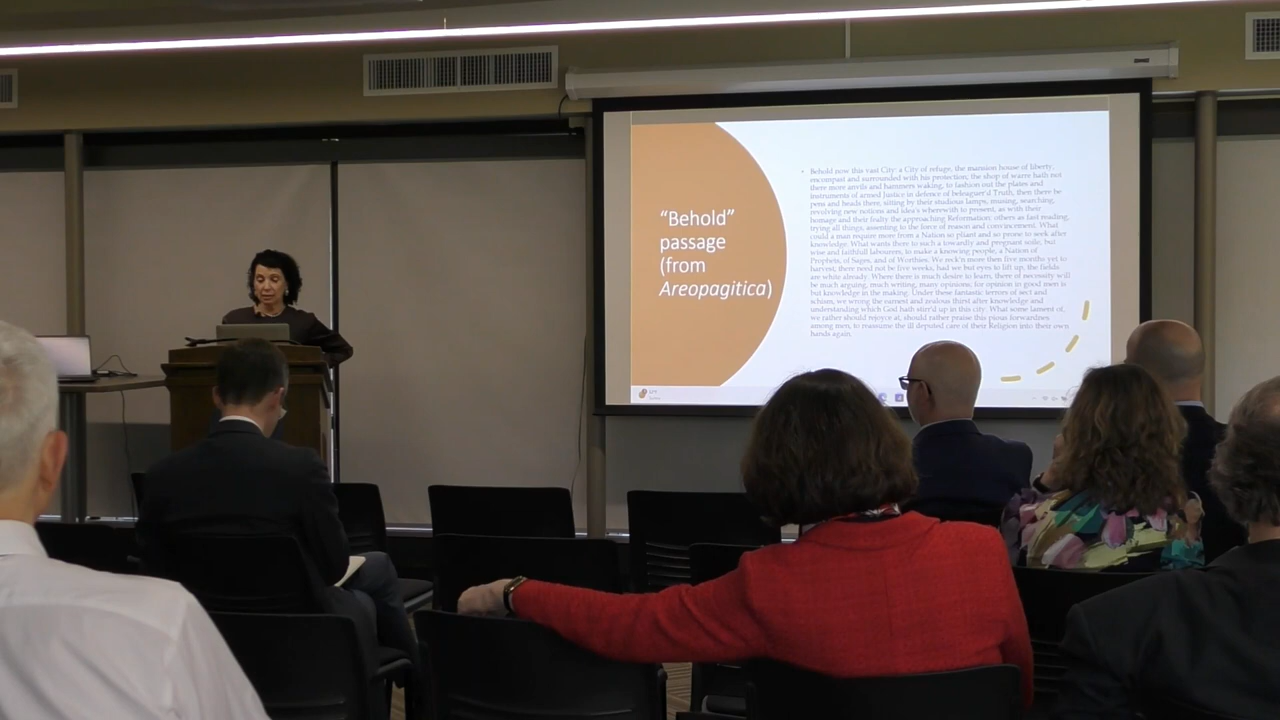 “Behold”
passage
(from
Areopagitica)
• Behold now this vast City: a City of refuge, the mansion house of liberty,
encompast and surrounded with his protection; the shop of warre hath not
there more anvils and hammers waking, to fashion out the plates and
instruments of armed Justice in defence of beleaguer'd Truth, then there be
pens and heads there, sitting by their studious lamps, musing, searching,
revolving new notions and idea's wherewith to present, as with their
homage and their fealty the approaching Reformation: others as fast reading,
trying all things, assenting to the force of reason and convincement. What
could a man require more from a Nation so pliant and so prone to seek after
knowledge. What wants there to such a towardly and pregnant soile, but
wise and faithfull labourers, to make a knowing people, a Nation of
Prophets, of Sages, and of Worthies. We reck'n more then five months yet to
harvest; there need not be five weeks, had we but eyes to lift up, the fields
are white already. Where there is much desire to learn, there of necessity will
be much arguing, much writing, many opinions; for opinion in good men is
but knowledge in the making. Under these fantastic terrors of sect and
schism, we wrong the earnest and zealous thirst after knowledge and
understanding which God hath stirr'd up in this city. What some lament of,
we rather should rejoyce at, should rather praise this pious forwardnes
among men, to reassume the ill deputed care of their Religion into their own
hands again.